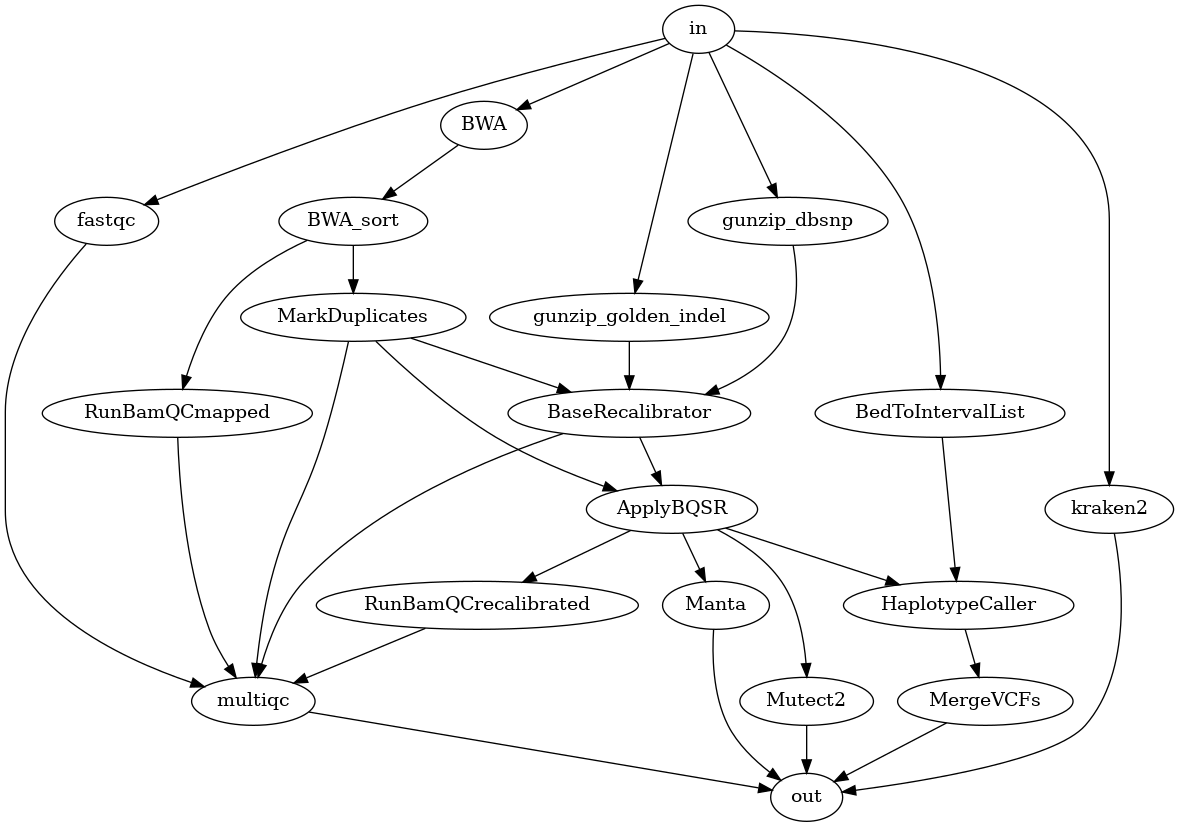 in
BWA
fastqc
BWA_sort
gunzip_dbsnp
MarkDuplicates
gunzip_golden_indel
RunBamQCmapped
BaseRecalibrator
BedToIntervalList
ApplyBQSR
kraken2
RunBamQCrecalibrated
Manta
HaplotypeCaller
multiqc
Mutect2
MergeVCFs
out